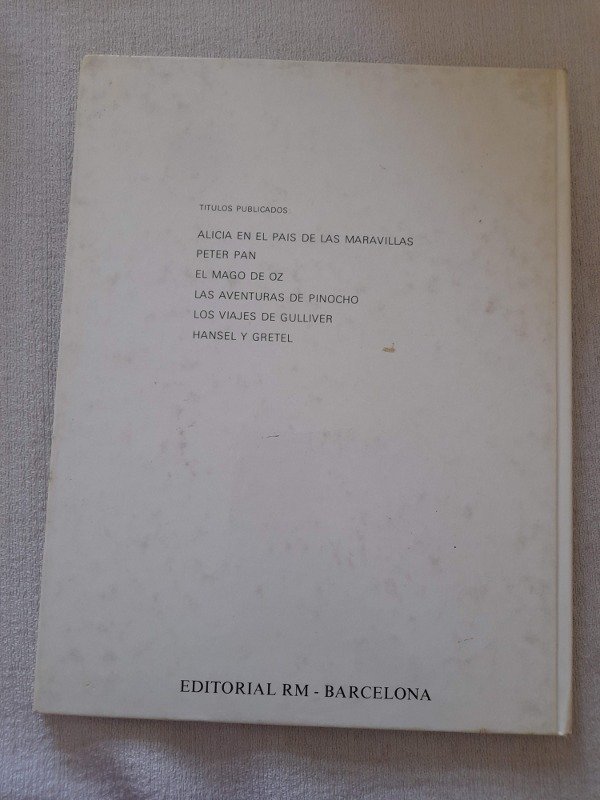 TITULOS PUBLICADOS:
ALICIA EN EL PAIS DE LAS MARAVILLAS
PETER PAN
EL MAGO DE OZ
LAS AVENTURAS DE PINOCHO
LOS VIAJES DE GULLIVER
HANSEL Y GRETEL
EDITORIAL RM - BARCELONA